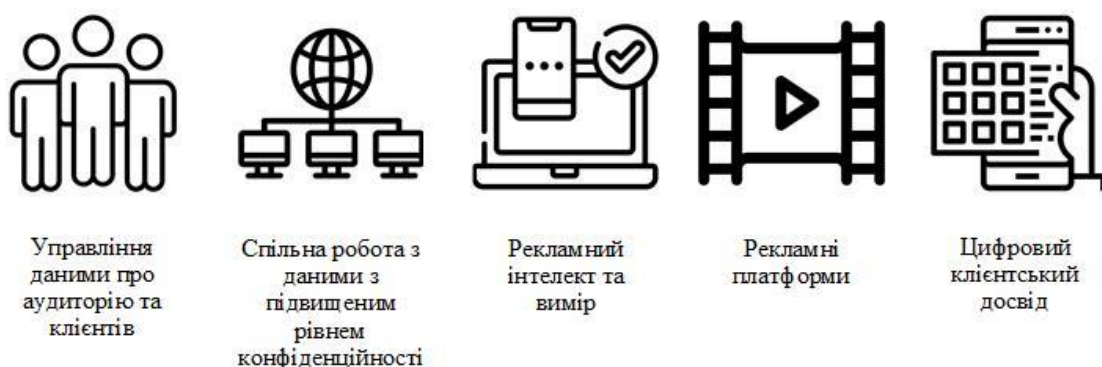 Управління
даними про
аудиторію та
клієнтів
Спільна робота з
даними з
підвищеним
рівнем
конфіденційності
Рекламний
інтелект та
вимір
Рекламні
платформи
Цифровий
клієнтський
досвід